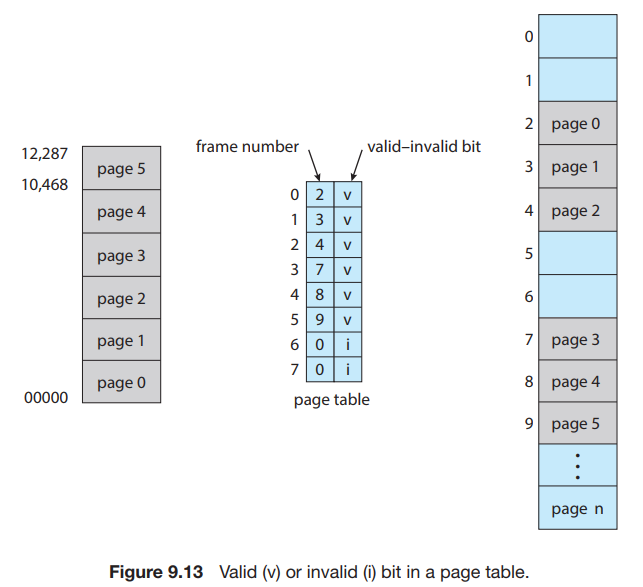 12,287
10,468
00000
page 5
page 4
page 3
page 2
page 1
page 0
frame number
valid–invalid bit
0 2 v
1 3 v
2 4 v
3 7 v
4 8 v
5 9 v
6 0 i
7 0 i
page table
0
1
2 page 0
3 page 1
4 page 2
5
6
7 page 3
8 page 4
9 page 5
page n
Figure 9.13 Valid (v) or invalid (i) bit in a page table.